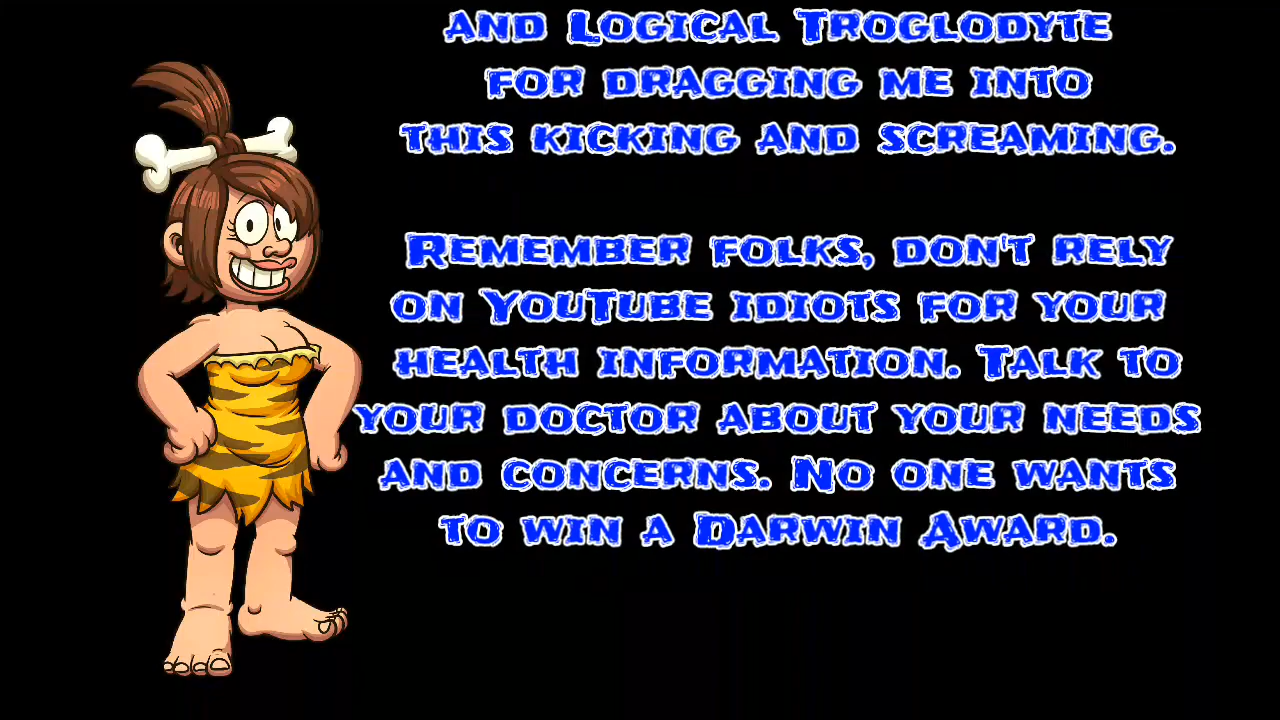 and Logical Troglodyte
for dragging me into
this kicking and screaming.
Remember folks, don't rely
on YouTube idiots for your
health information. Talk to
your doctor about your needs
and concerns. No one wants
to win a Darwin Award.